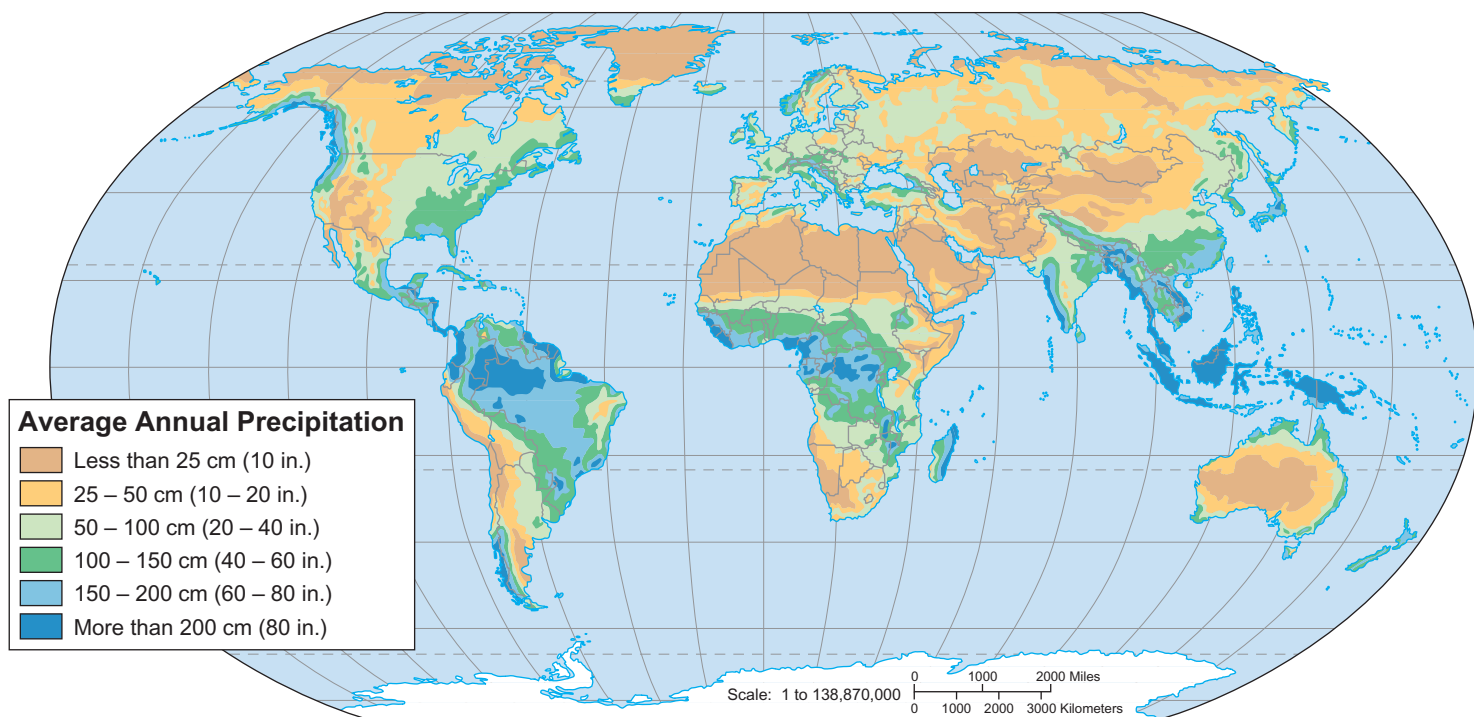 Average Annual Precipitation
Less than 25 cm (10 in.)
25 – 50 cm (10 – 20 in.)
50 – 100 cm (20 – 40 in.)
100 – 150 cm (40 – 60 in.)
150 – 200 cm (60 – 80 in.)
More than 200 cm (80 in.)
0 1000 2000 Miles
Scale: 1 to 138,870,000
0 1000 2000 3000 Kilometers